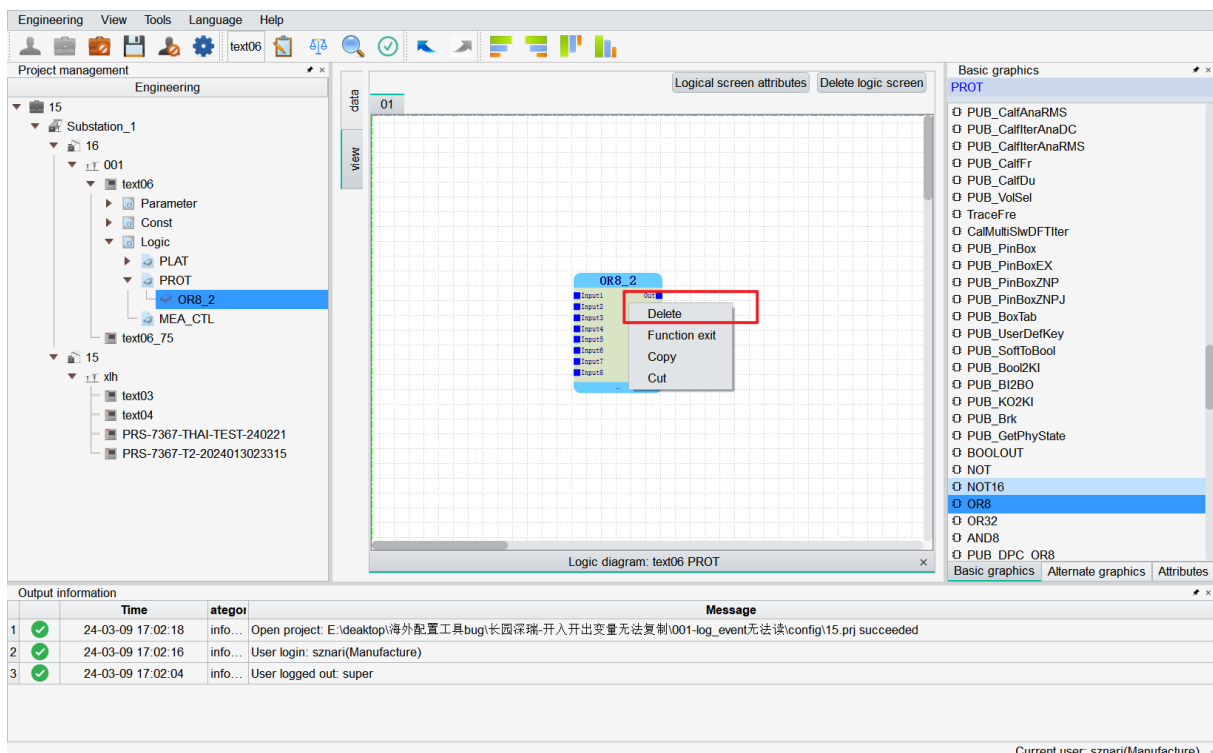 Engineering View Tools Language Help
text06
Project management
Engineering
15
Substation_1
16
001
text06
Parameter
Const
Logic
PLAT
PROT
OR8_2
MEA_CTL
text06_75
15
xlh
text03
text04
PRS-7367-THAI-TEST-240221
PRS-7367-T2-2024013023315
data
view
Logical screen attributes Delete logic screen
01
OR8_2
Input1 Out
Input2
Input3
Input4
Input5
Input6
Input7
Input8
Delete
Function exit
Copy
Cut
Logic diagram: text06 PROT
Basic graphics
PROT
PUB_CalfAnaRMS
PUB_CalflterAnaDC
PUB_CalflterAnaRMS
PUB_CalfFr
PUB_CalfDu
PUB_VolSel
TraceFre
CalMultiSlwDFTIter
PUB_PinBox
PUB_PinBoxEX
PUB_PinBoxZNP
PUB_PinBoxZNPJ
PUB_BoxTab
PUB_UserDefKey
PUB_SoftToBool
PUB_Bool2KI
PUB_BI2BO
PUB_KO2KI
PUB_Brk
PUB_GetPhyState
BOOLOUT
NOT
NOT16
OR8
OR32
AND8
PUB_DPC_OR8
Basic graphics Alternate graphics Attributes
Output information
Time ategor Message
1 24-03-09 17:02:18 info... Open project: E:\deaktop\海外配置工具bug\长园深瑞-开入开出变量无法复制\001-log_event无法读\config\15.prj succeeded
2 24-03-09 17:02:16 info... User login: sznari(Manufacture)
3 24-03-09 17:02:04 info... User logged out: super
Current user: sznari(Manufacture)